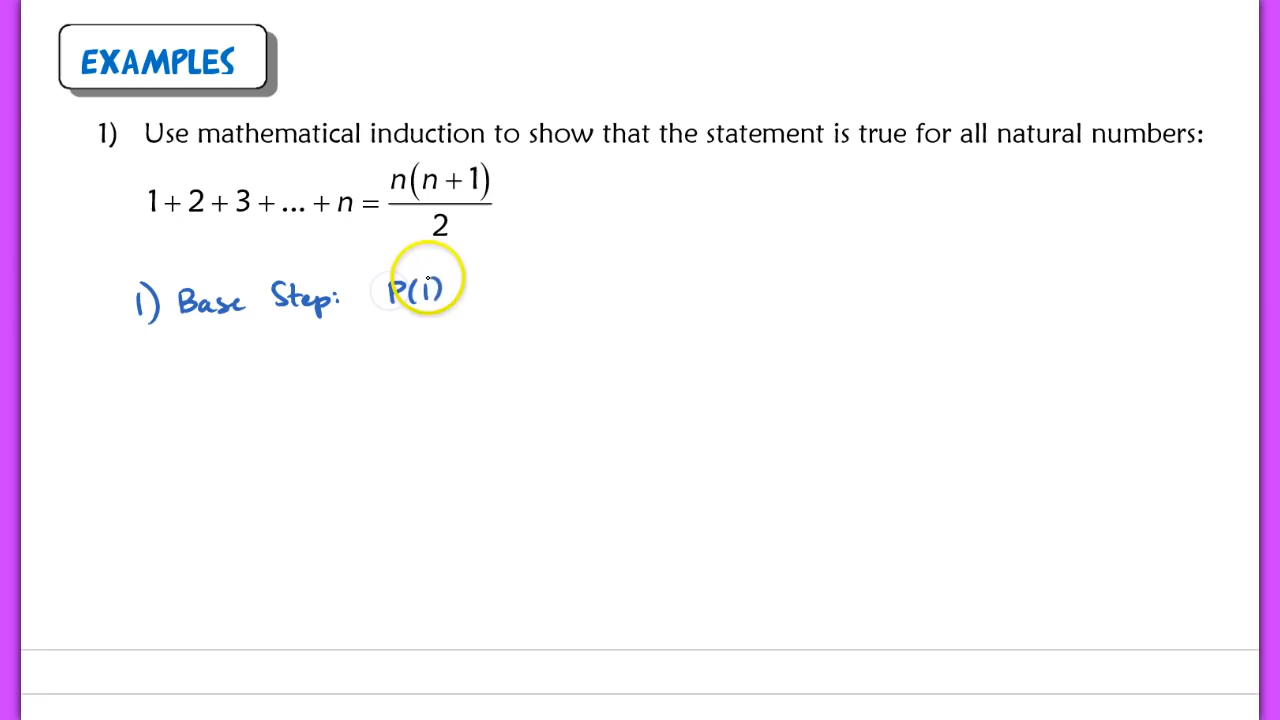 EXAMPLES
1) Use mathematical induction to show that the statement is true for all natural numbers:
1 + 2 + 3 + ... + n = n(n + 1)/2
1) Base Step: P(1)